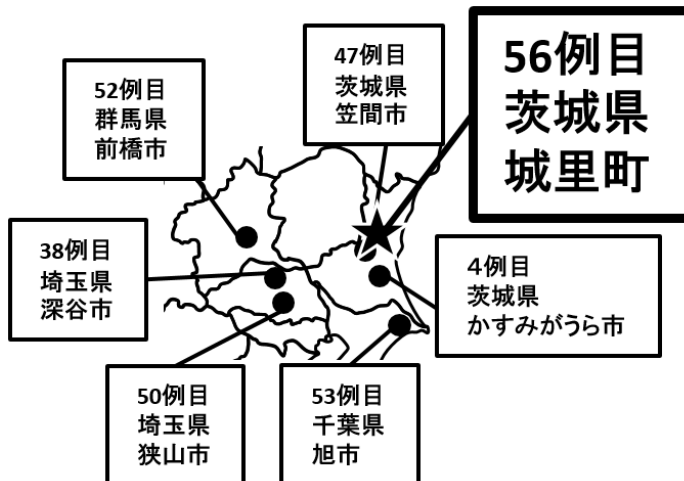 52例目
群馬県
前橋市
47例目
茨城県
笠間市
56例目
茨城県
城里町
38例目
埼玉県
深谷市
４例目
茨城県
かすみがうら市
50例目
埼玉県
狭山市
53例目
千葉県
旭市